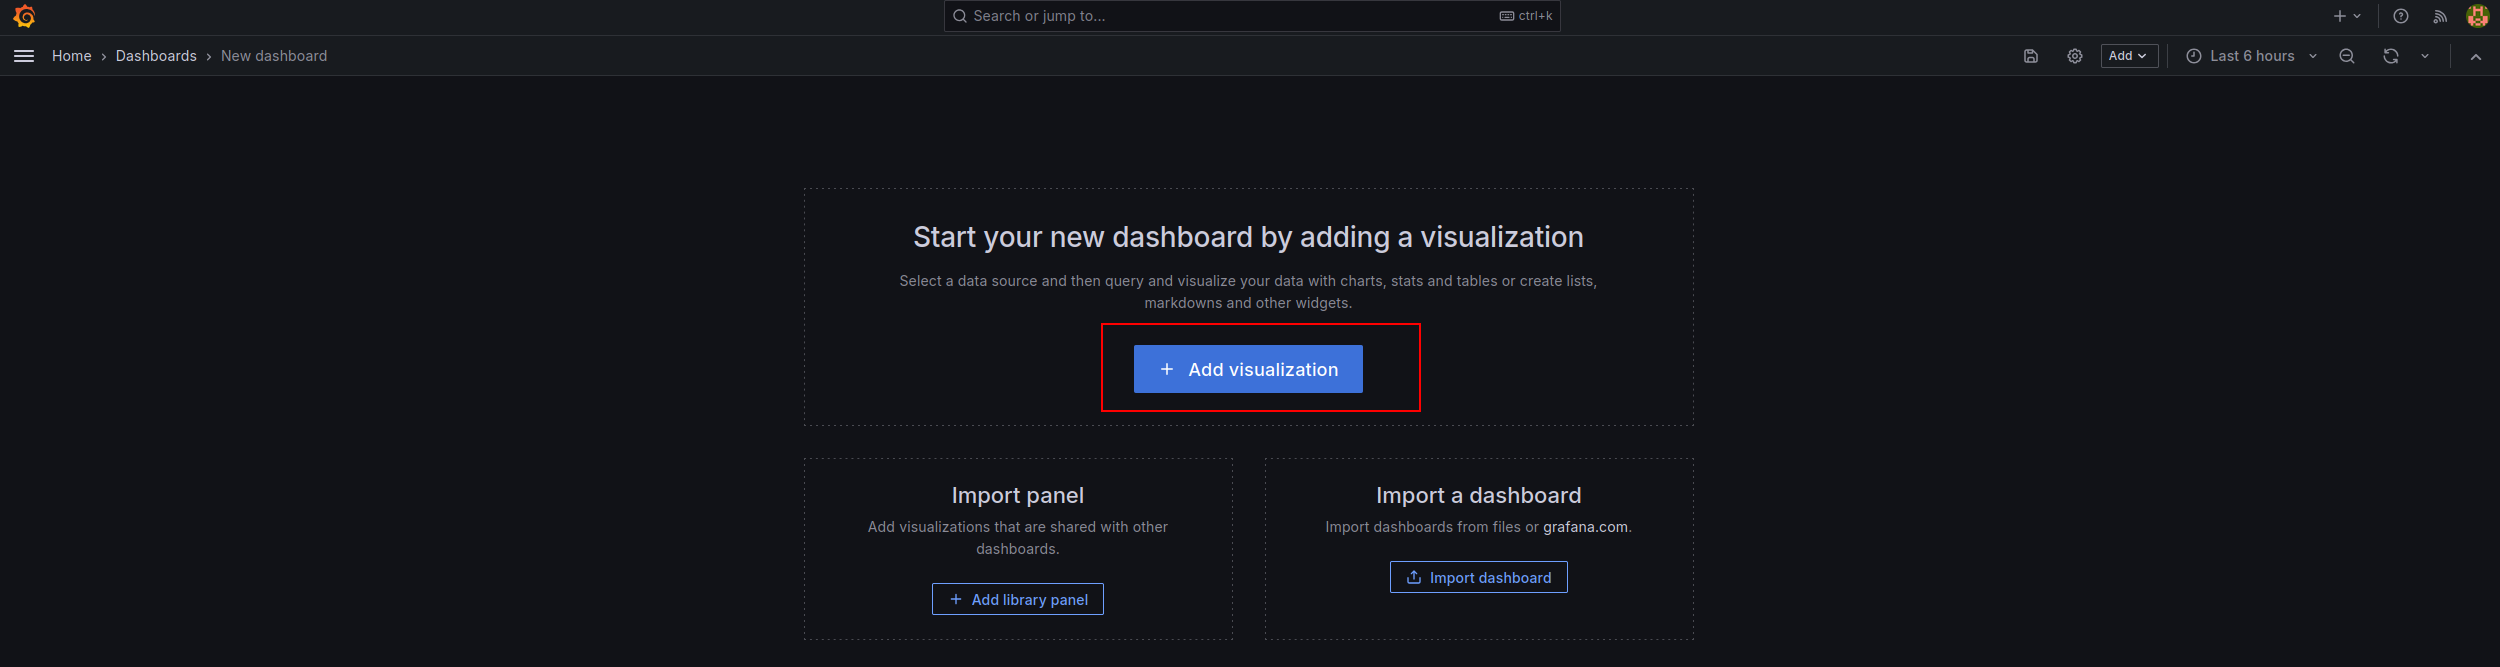 Search or jump to...
ctrl+k
Home › Dashboards › New dashboard
Add
Last 6 hours
Start your new dashboard by adding a visualization
Select a data source and then query and visualize your data with charts, stats and tables or create lists,
markdowns and other widgets.
+ Add visualization
Import panel
Add visualizations that are shared with other
dashboards.
+ Add library panel
Import a dashboard
Import dashboards from files or grafana.com.
Import dashboard